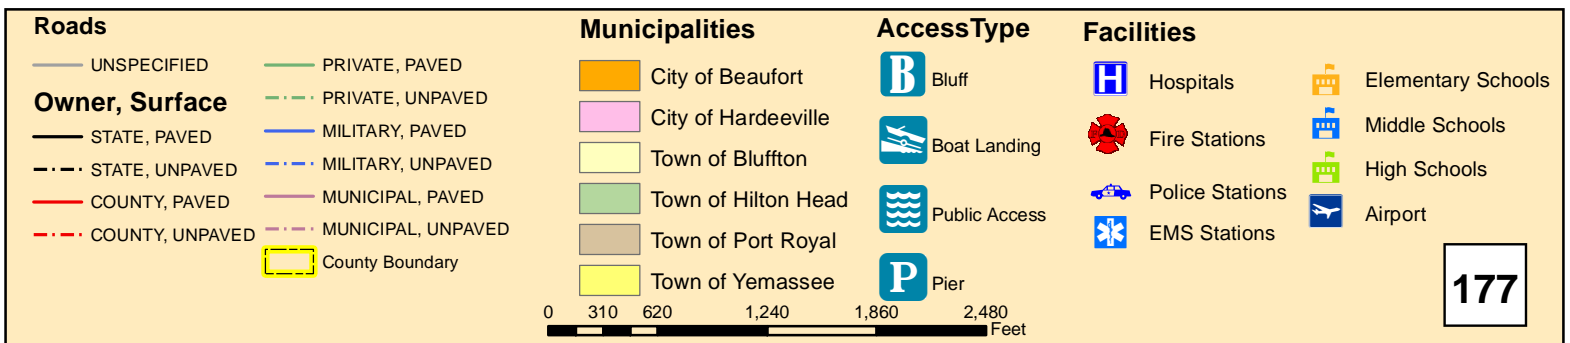 Roads
UNSPECIFIED
Owner, Surface
STATE, PAVED
STATE, UNPAVED
COUNTY, PAVED
COUNTY, UNPAVED
PRIVATE, PAVED
PRIVATE, UNPAVED
MILITARY, PAVED
MILITARY, UNPAVED
MUNICIPAL, PAVED
MUNICIPAL, UNPAVED
County Boundary
Municipalities
City of Beaufort
City of Hardeeville
Town of Bluffton
Town of Hilton Head
Town of Port Royal
Town of Yemassee
AccessType
B Bluff
Boat Landing
Public Access
P Pier
Facilities
H Hospitals
Fire Stations
Police Stations
EMS Stations
Elementary Schools
Middle Schools
High Schools
Airport
0 310 620 1,240 1,860 2,480
Feet
177